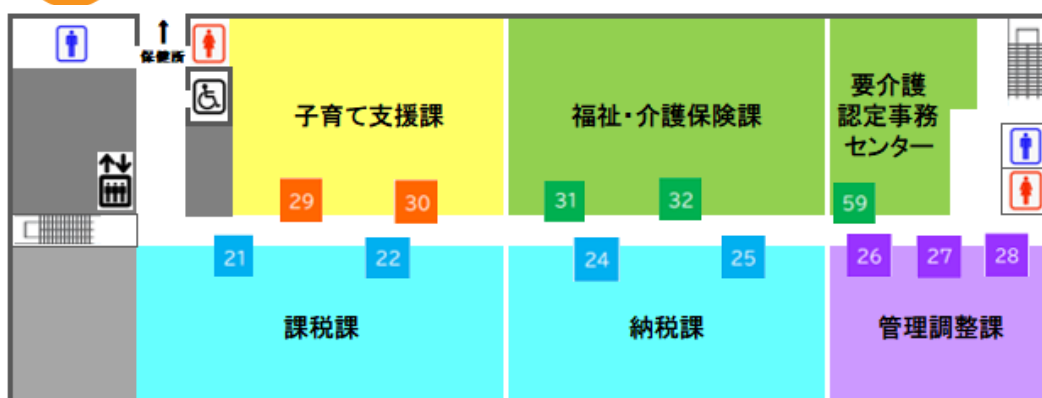 保健所
子育て支援課
福祉・介護保険課
要介護
認定事務
センター
29
30
31
32
59
21
22
24
25
26
27
28
課税課
納税課
管理調整課